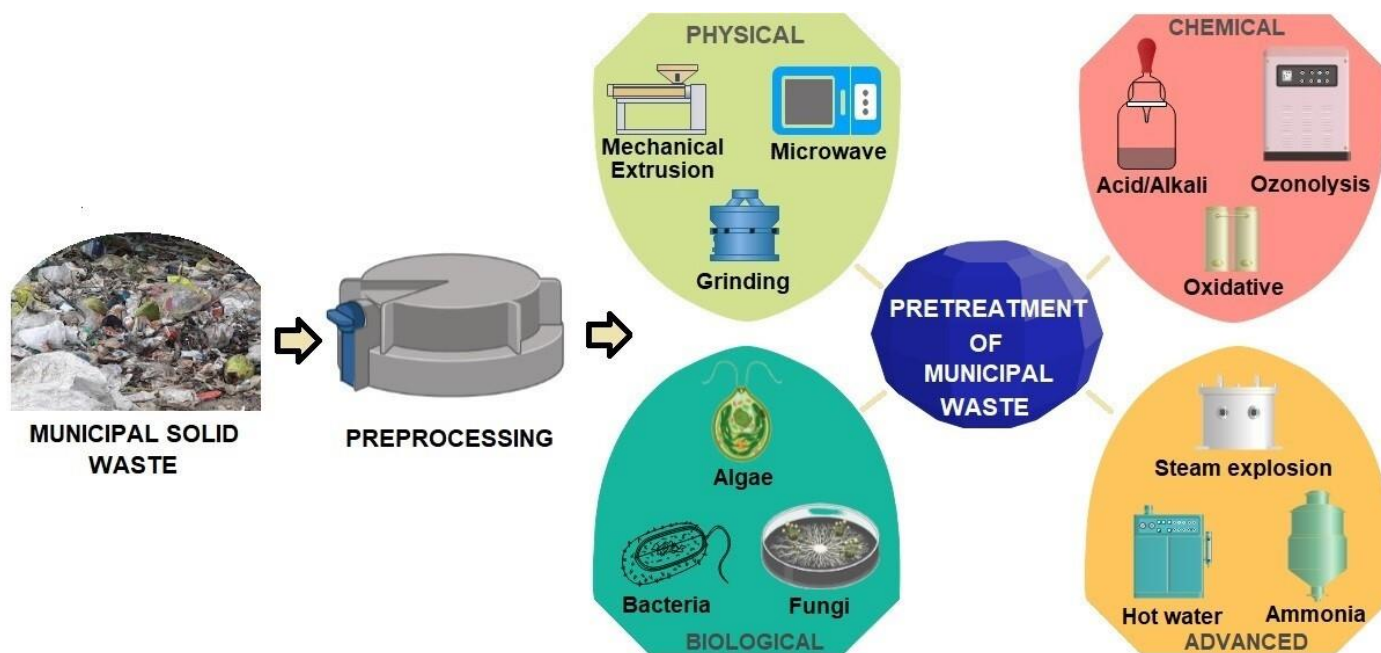 MUNICIPAL SOLID
WASTE
PREPROCESSING
PHYSICAL
Mechanical
Extrusion
Microwave
Grinding
CHEMICAL
Acid/Alkali
Ozonolysis
Oxidative
PRETREATMENT
OF
MUNICIPAL
WASTE
Algae
Bacteria
Fungi
BIOLOGICAL
Steam explosion
Hot water
Ammonia
ADVANCED